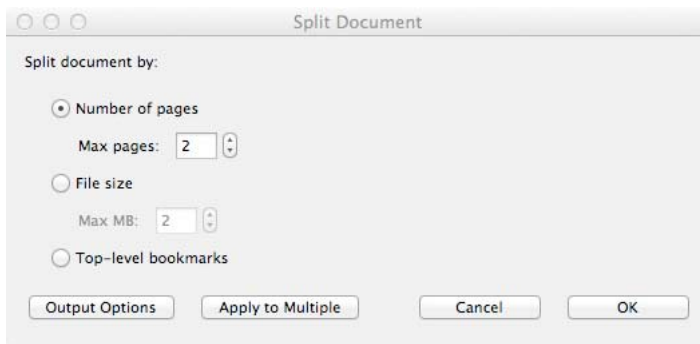 Split Document
Split document by:
Number of pages
Max pages: 2
File size
Max MB: 2
Top-level bookmarks
Output Options Apply to Multiple Cancel OK